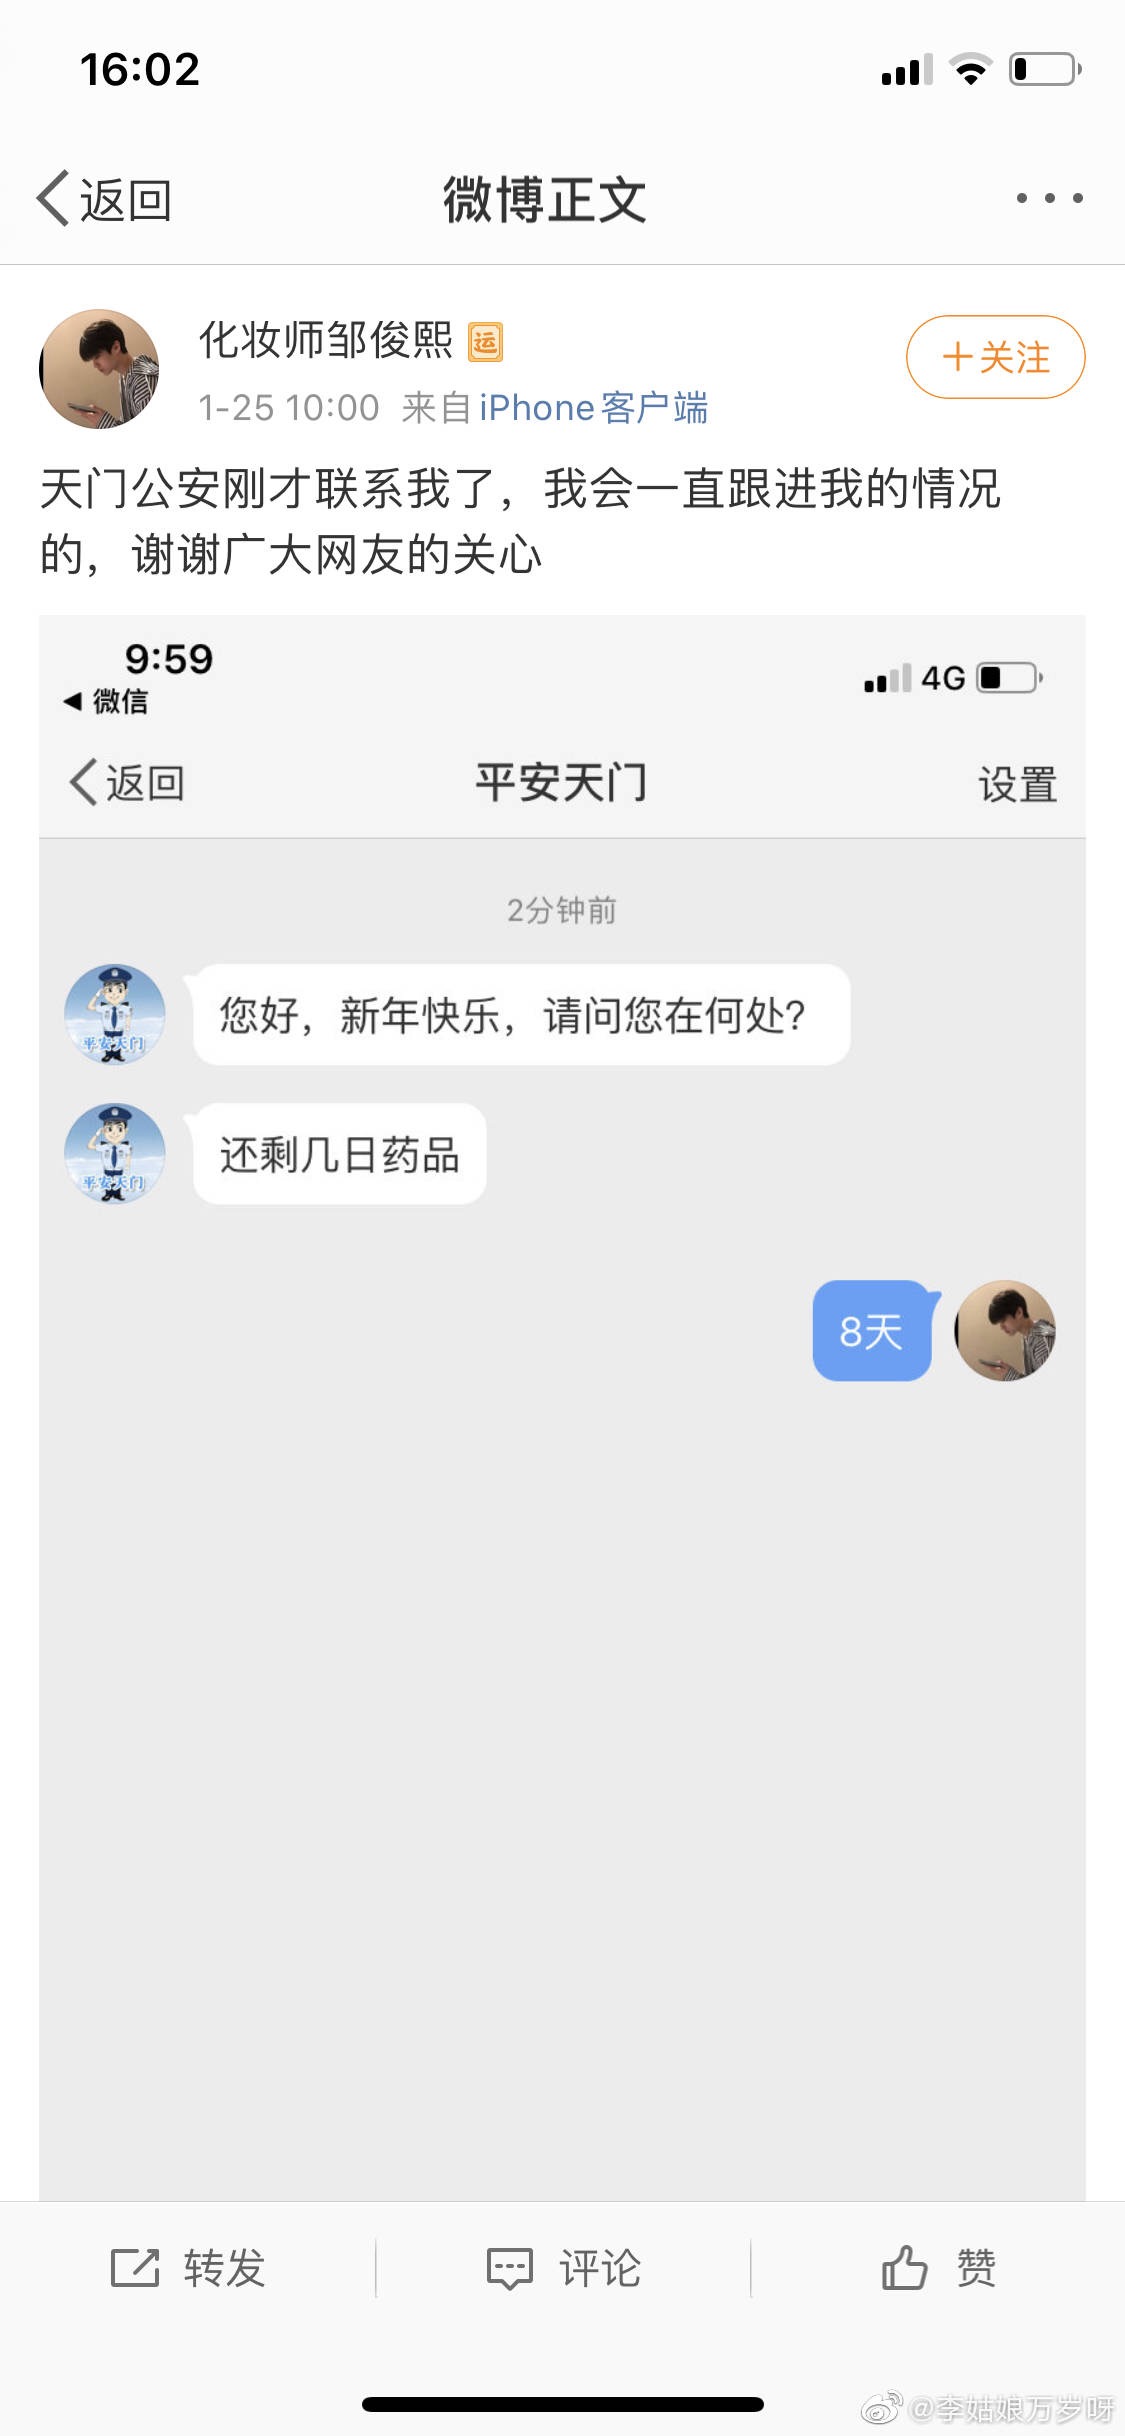 16:02
返回
微博正文
化妆师邹俊熙 运
+关注
1-25 10:00 来自iPhone客户端
天门公安刚才联系我了，我会一直跟进我的情况
的，谢谢广大网友的关心
9:59
4G
◀ 微信
返回
平安天门
设置
2分钟前
您好，新年快乐，请问您在何处?
平安天门
还剩几日药品
平安天门
8天
转发
评论
赞
@李姑娘万岁呀